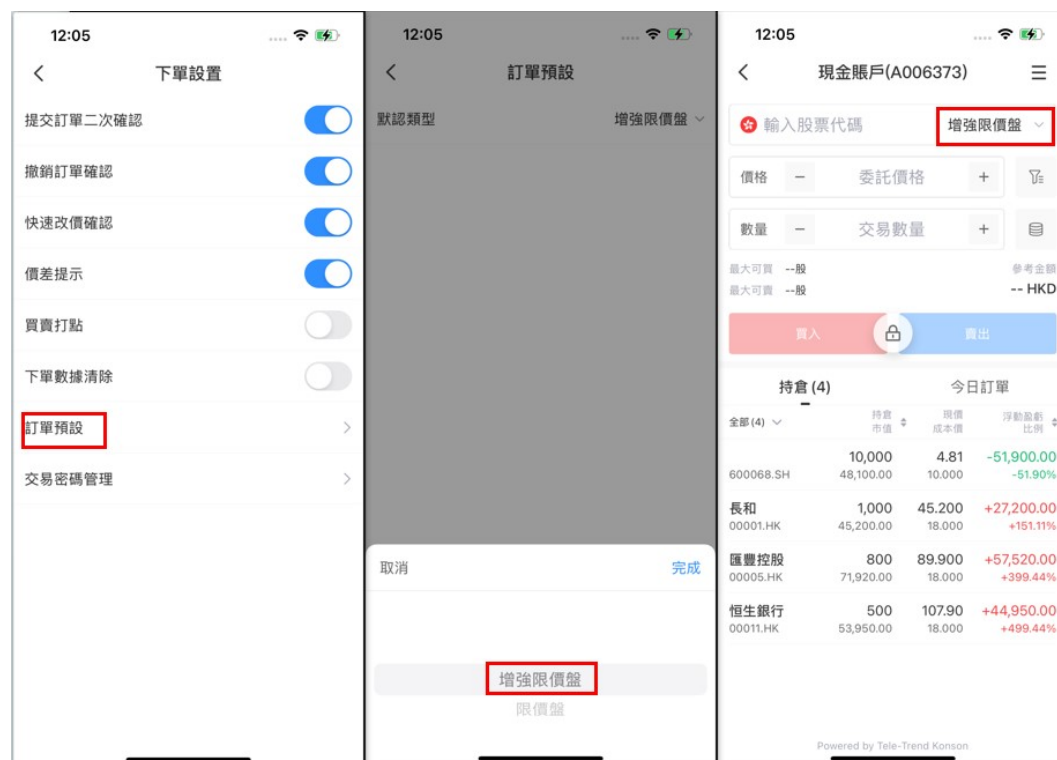 12:05
下單設置
提交訂單二次確認
撤銷訂單確認
快速改價確認
價差提示
買賣打點
下單數據清除
訂單預設
交易密碼管理
12:05
訂單預設
默認類型 增強限價盤
取消 完成
增強限價盤
限價盤
12:05
現金賬戶(A006373)
輸入股票代碼 增強限價盤
價格 − 委託價格 +
數量 − 交易數量 +
最大可買 --股 參考金額
最大可賣 --股 -- HKD
買入 賣出
持倉 (4) 今日訂單
全部(4) 持倉 現價 浮動盈虧
市值 成本價 比例
10,000 4.81 -51,900.00
600068.SH 48,100.00 10.000 -51.90%
長和 1,000 45.200 +27,200.00
00001.HK 45,200.00 18.000 +151.11%
匯豐控股 800 89.900 +57,520.00
00005.HK 71,920.00 18.000 +399.44%
恒生銀行 500 107.90 +44,950.00
00011.HK 53,950.00 18.000 +499.44%
Powered by Tele-Trend Konson